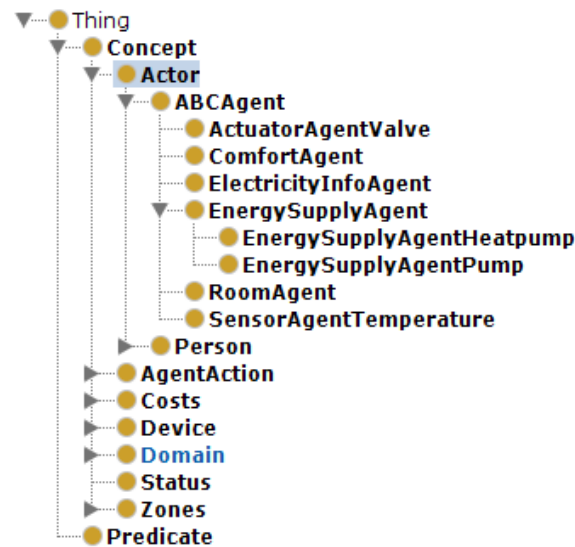 Thing
Concept
Actor
ABCAgent
ActuatorAgentValve
ComfortAgent
ElectricityInfoAgent
EnergySupplyAgent
EnergySupplyAgentHeatpump
EnergySupplyAgentPump
RoomAgent
SensorAgentTemperature
Person
AgentAction
Costs
Device
Domain
Status
Zones
Predicate